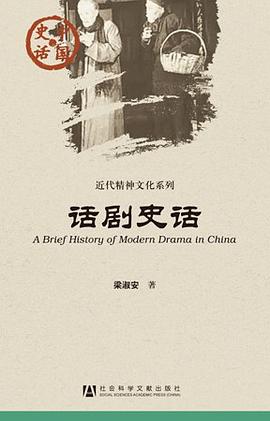 中国
史话
近代精神文化系列
话剧史话
A Brief History of Modern Drama in China
梁淑安 著
社会科学文献出版社
SOCIAL SCIENCES ACADEMIC PRESS (CHINA)